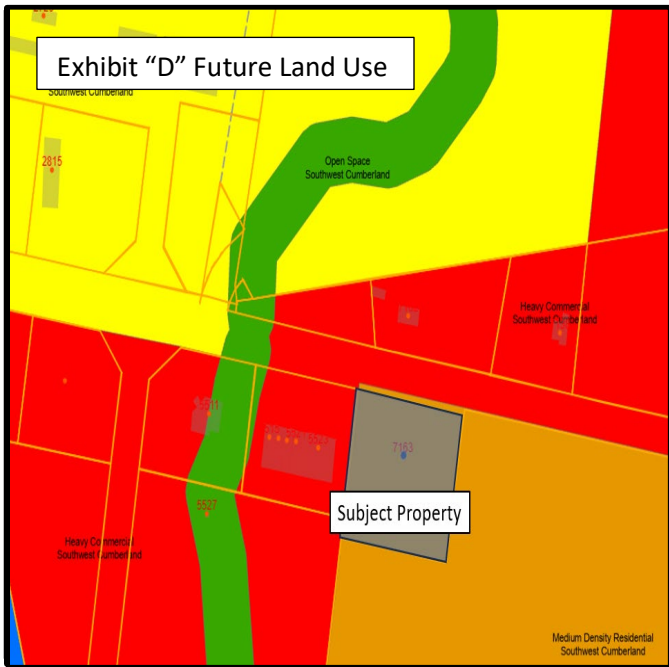 Exhibit “D” Future Land Use
Southwest Cumberland
2815
Open Space
Southwest Cumberland
Heavy Commercial
Southwest Cumberland
7163
Subject Property
5527
Heavy Commercial
Southwest Cumberland
Medium Density Residential
Southwest Cumberland